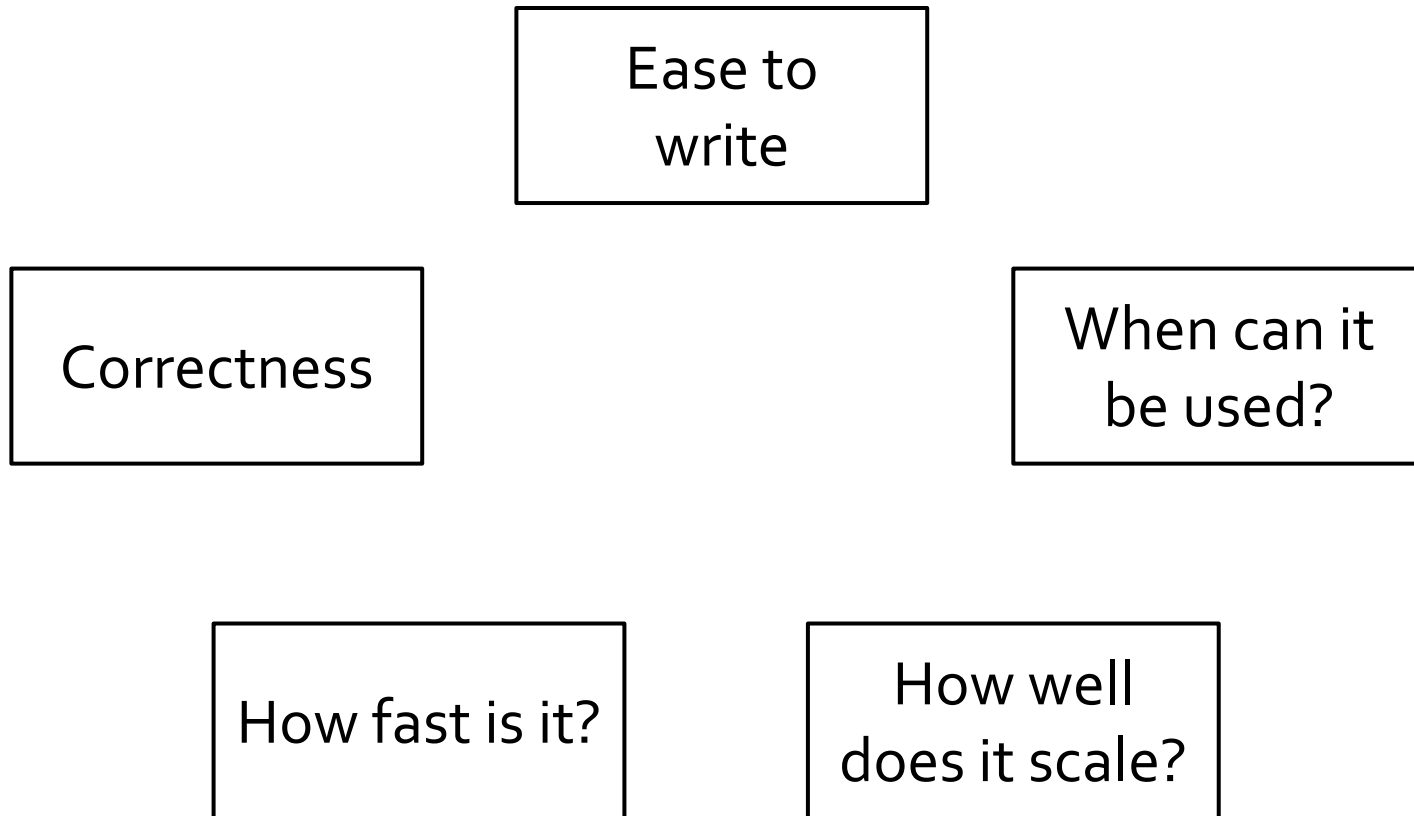 Ease to
write
Correctness
When can it
be used?
How fast is it?
How well
does it scale?